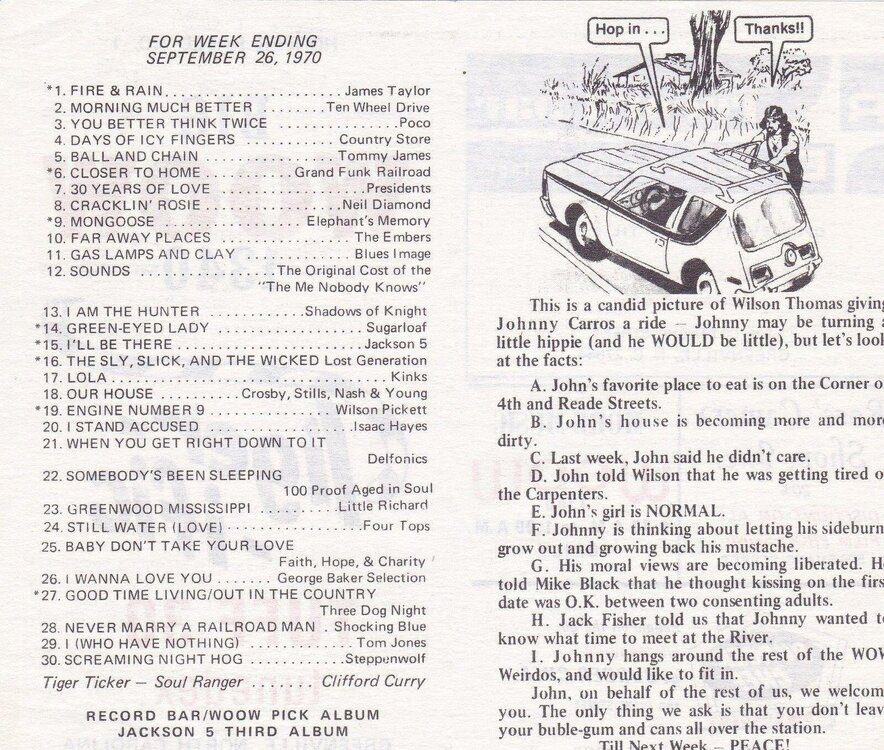 FOR WEEK ENDING
SEPTEMBER 26, 1970
*1. FIRE & RAIN......................James Taylor
2. MORNING MUCH BETTER ........Ten Wheel Drive
3. YOU BETTER THINK TWICE ..............Poco
4. DAYS OF ICY FINGERS ...........Country Store
5. BALL AND CHAIN ..............Tommy James
*6. CLOSER TO HOME .........Grand Funk Railroad
7. 30 YEARS OF LOVE ................Presidents
8. CRACKLIN' ROSIE ..............Neil Diamond
*9. MONGOOSE ...............Elephant's Memory
10. FAR AWAY PLACES .............The Embers
11. GAS LAMPS AND CLAY ............Blues Image
12. SOUNDS ............The Original Cost of the
"The Me Nobody Knows"
13. I AM THE HUNTER .........Shadows of Knight
*14. GREEN-EYED LADY ................Sugarloaf
*15. I'LL BE THERE ....................Jackson 5
*16. THE SLY, SLICK, AND THE WICKED Lost Generation
17. LOLA ..............................Kinks
18. OUR HOUSE ........Crosby, Stills, Nash & Young
*19. ENGINE NUMBER 9 ............Wilson Pickett
20. I STAND ACCUSED ..............Isaac Hayes
21. WHEN YOU GET RIGHT DOWN TO IT
Delfonics
22. SOMEBODY'S BEEN SLEEPING
100 Proof Aged in Soul
23. GREENWOOD MISSISSIPPI .........Little Richard
24. STILL WATER (LOVE) ..............Four Tops
25. BABY DON'T TAKE YOUR LOVE
Faith, Hope, & Charity
26. I WANNA LOVE YOU ....... George Baker Selection
*27. GOOD TIME LIVING/OUT IN THE COUNTRY
Three Dog Night
28. NEVER MARRY A RAILROAD MAN . Shocking Blue
29. I (WHO HAVE NOTHING) ............Tom Jones
30. SCREAMING NIGHT HOG ............Steppenwolf
Tiger Ticker — Soul Ranger ........Clifford Curry
RECORD BAR/WOOW PICK ALBUM
JACKSON 5 THIRD ALBUM
Hop in . . .
Thanks!!
This is a candid picture of Wilson Thomas giving
Johnny Carros a ride — Johnny may be turning a
little hippie (and he WOULD be little), but let's look
at the facts:
A. John's favorite place to eat is on the Corner o
4th and Reade Streets.
B. John's house is becoming more and more
dirty.
C. Last week, John said he didn't care.
D. John told Wilson that he was getting tired o
the Carpenters.
E. John's girl is NORMAL.
F. Johnny is thinking about letting his sideburn
grow out and growing back his mustache.
G. His moral views are becoming liberated. He
told Mike Black that he thought kissing on the first
date was O.K. between two consenting adults.
H. Jack Fisher told us that Johnny wanted to
know what time to meet at the River.
I. Johnny hangs around the rest of the WOW
Weirdos, and would like to fit in.
John, on behalf of the rest of us, we welcom
you. The only thing we ask is that you don't leav
your buble-gum and cans all over the station.
Till Next Week — PEACE!